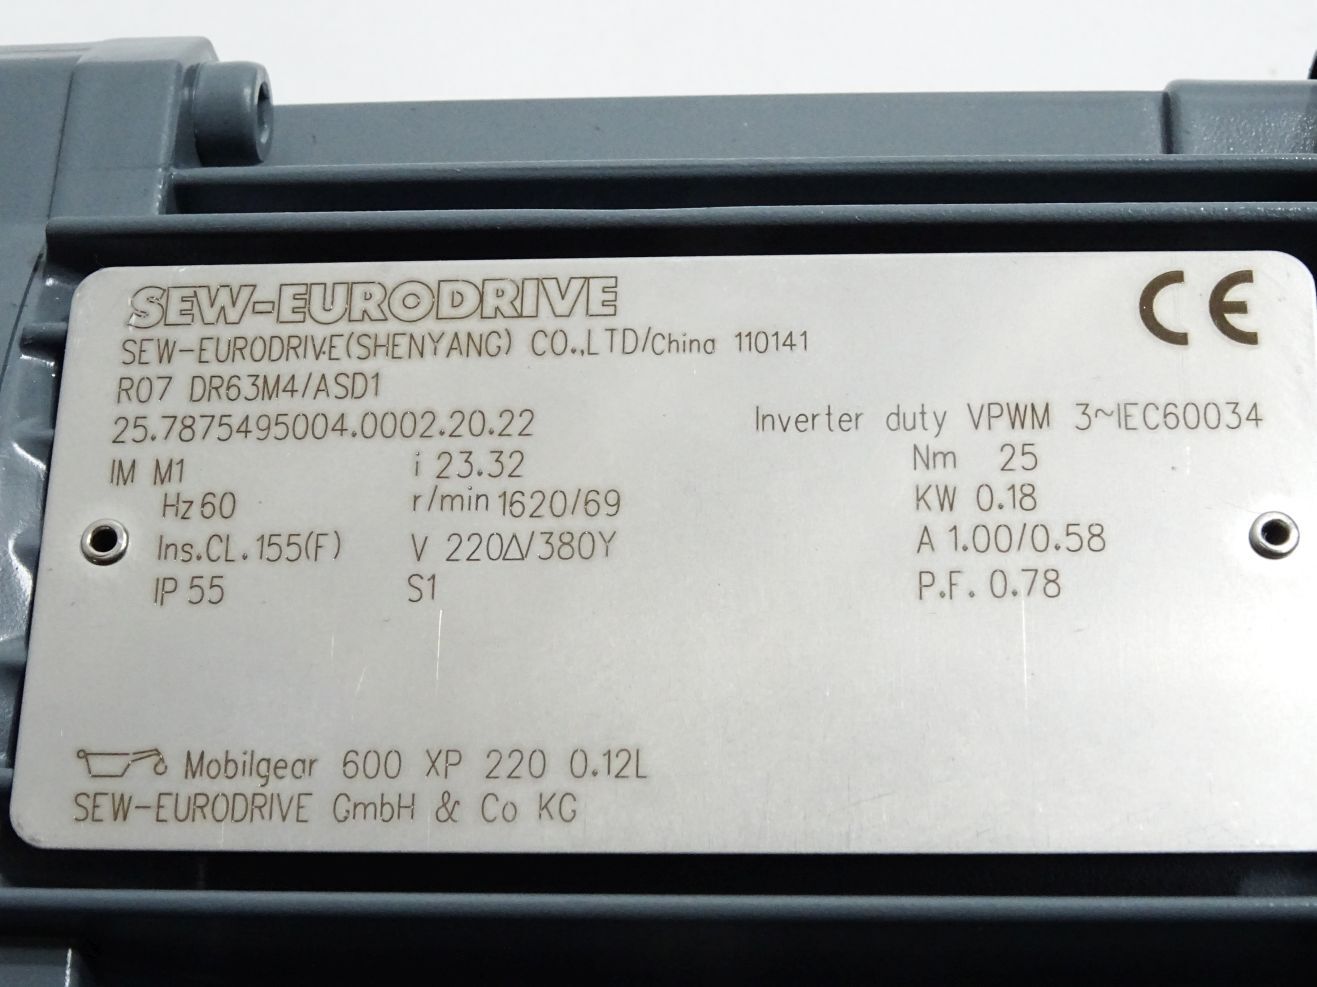 SEW-EURODRIVE
CE
SEW-EURODRIVE(SHENYANG) CO.,LTD/China 110141
R07 DR63M4/ASD1
25.7875495004.0002.20.22 Inverter duty VPWM 3~IEC60034
IM M1 i 23.32 Nm 25
Hz 60 r/min 1620/69 KW 0.18
Ins.CL.155(F) V 220Δ/380Y A 1.00/0.58
IP 55 S1 P.F. 0.78
Mobilgear 600 XP 220 0.12L
SEW-EURODRIVE GmbH & Co KG